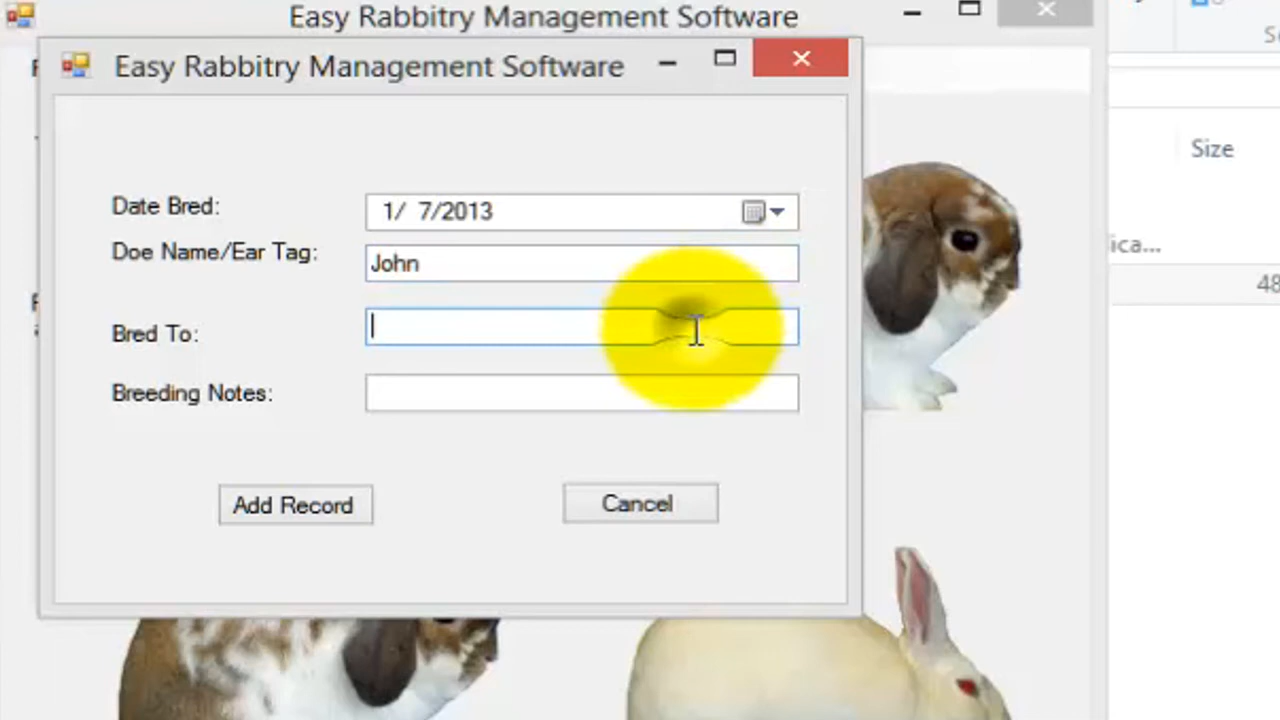 Easy Rabbitry Management Software
Easy Rabbitry Management Software
Size
Date Bred:
1/ 7/2013
Doe Name/Ear Tag:
John
ica...
48
Bred To:
Breeding Notes:
Add Record
Cancel